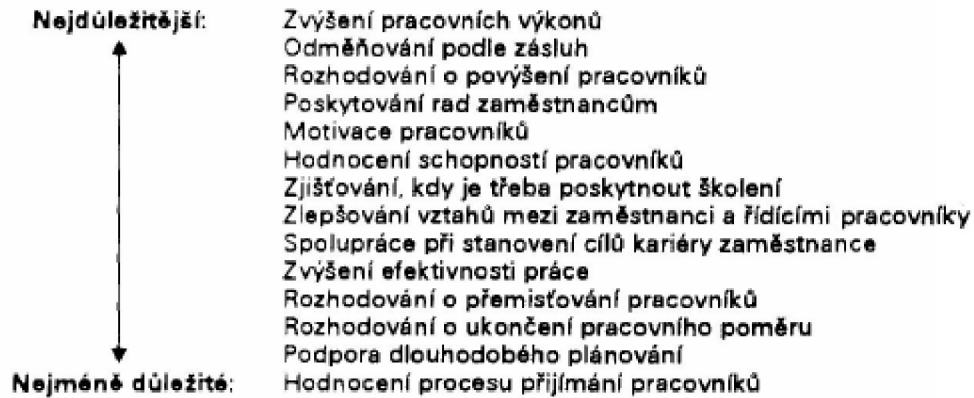 Nejdůležitější: Zvýšení pracovních výkonů
Odměňování podle zásluh
Rozhodování o povýšení pracovníků
Poskytování rad zaměstnancům
Motivace pracovníků
Hodnocení schopností pracovníků
Zjišťování, kdy je třeba poskytnout školení
Zlepšování vztahů mezi zaměstnanci a řídícími pracovníky
Spolupráce při stanovení cílů kariéry zaměstnance
Zvýšení efektivnosti práce
Rozhodování o přemisťování pracovníků
Rozhodování o ukončení pracovního poměru
Podpora dlouhodobého plánování
Nejméně důležité: Hodnocení procesu přijímání pracovníků